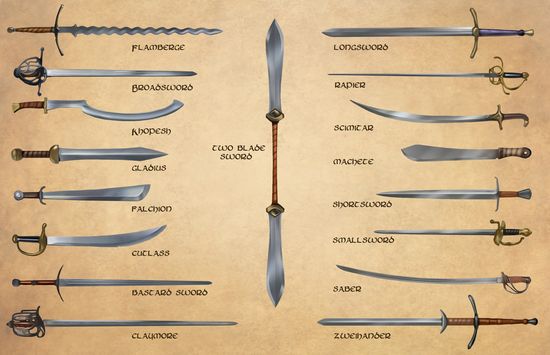 Flamberge
Broadsword
Khopesh
Gladius
Falchion
Cutlass
Bastard Sword
Claymore
Two Blade
Sword
Longsword
Rapier
Scimitar
Machete
Shortsword
Smallsword
Saber
Zweihander